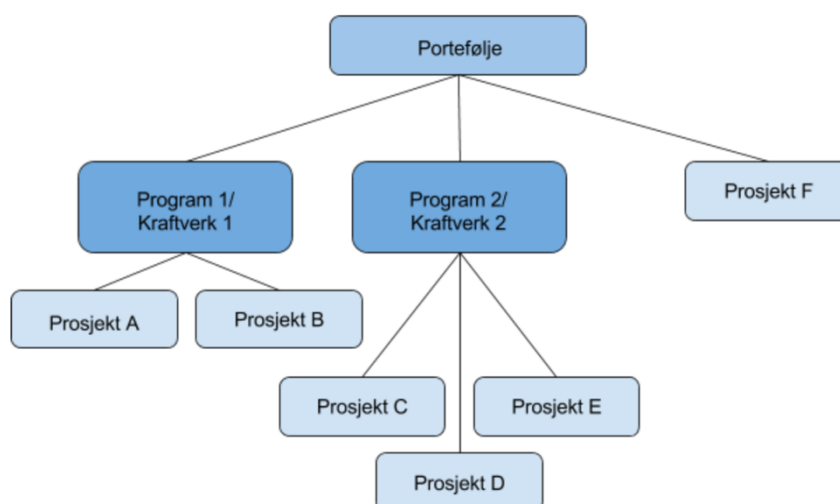 Portefølje
Program 1/
Kraftverk 1
Program 2/
Kraftverk 2
Prosjekt F
Prosjekt A
Prosjekt B
Prosjekt C
Prosjekt E
Prosjekt D